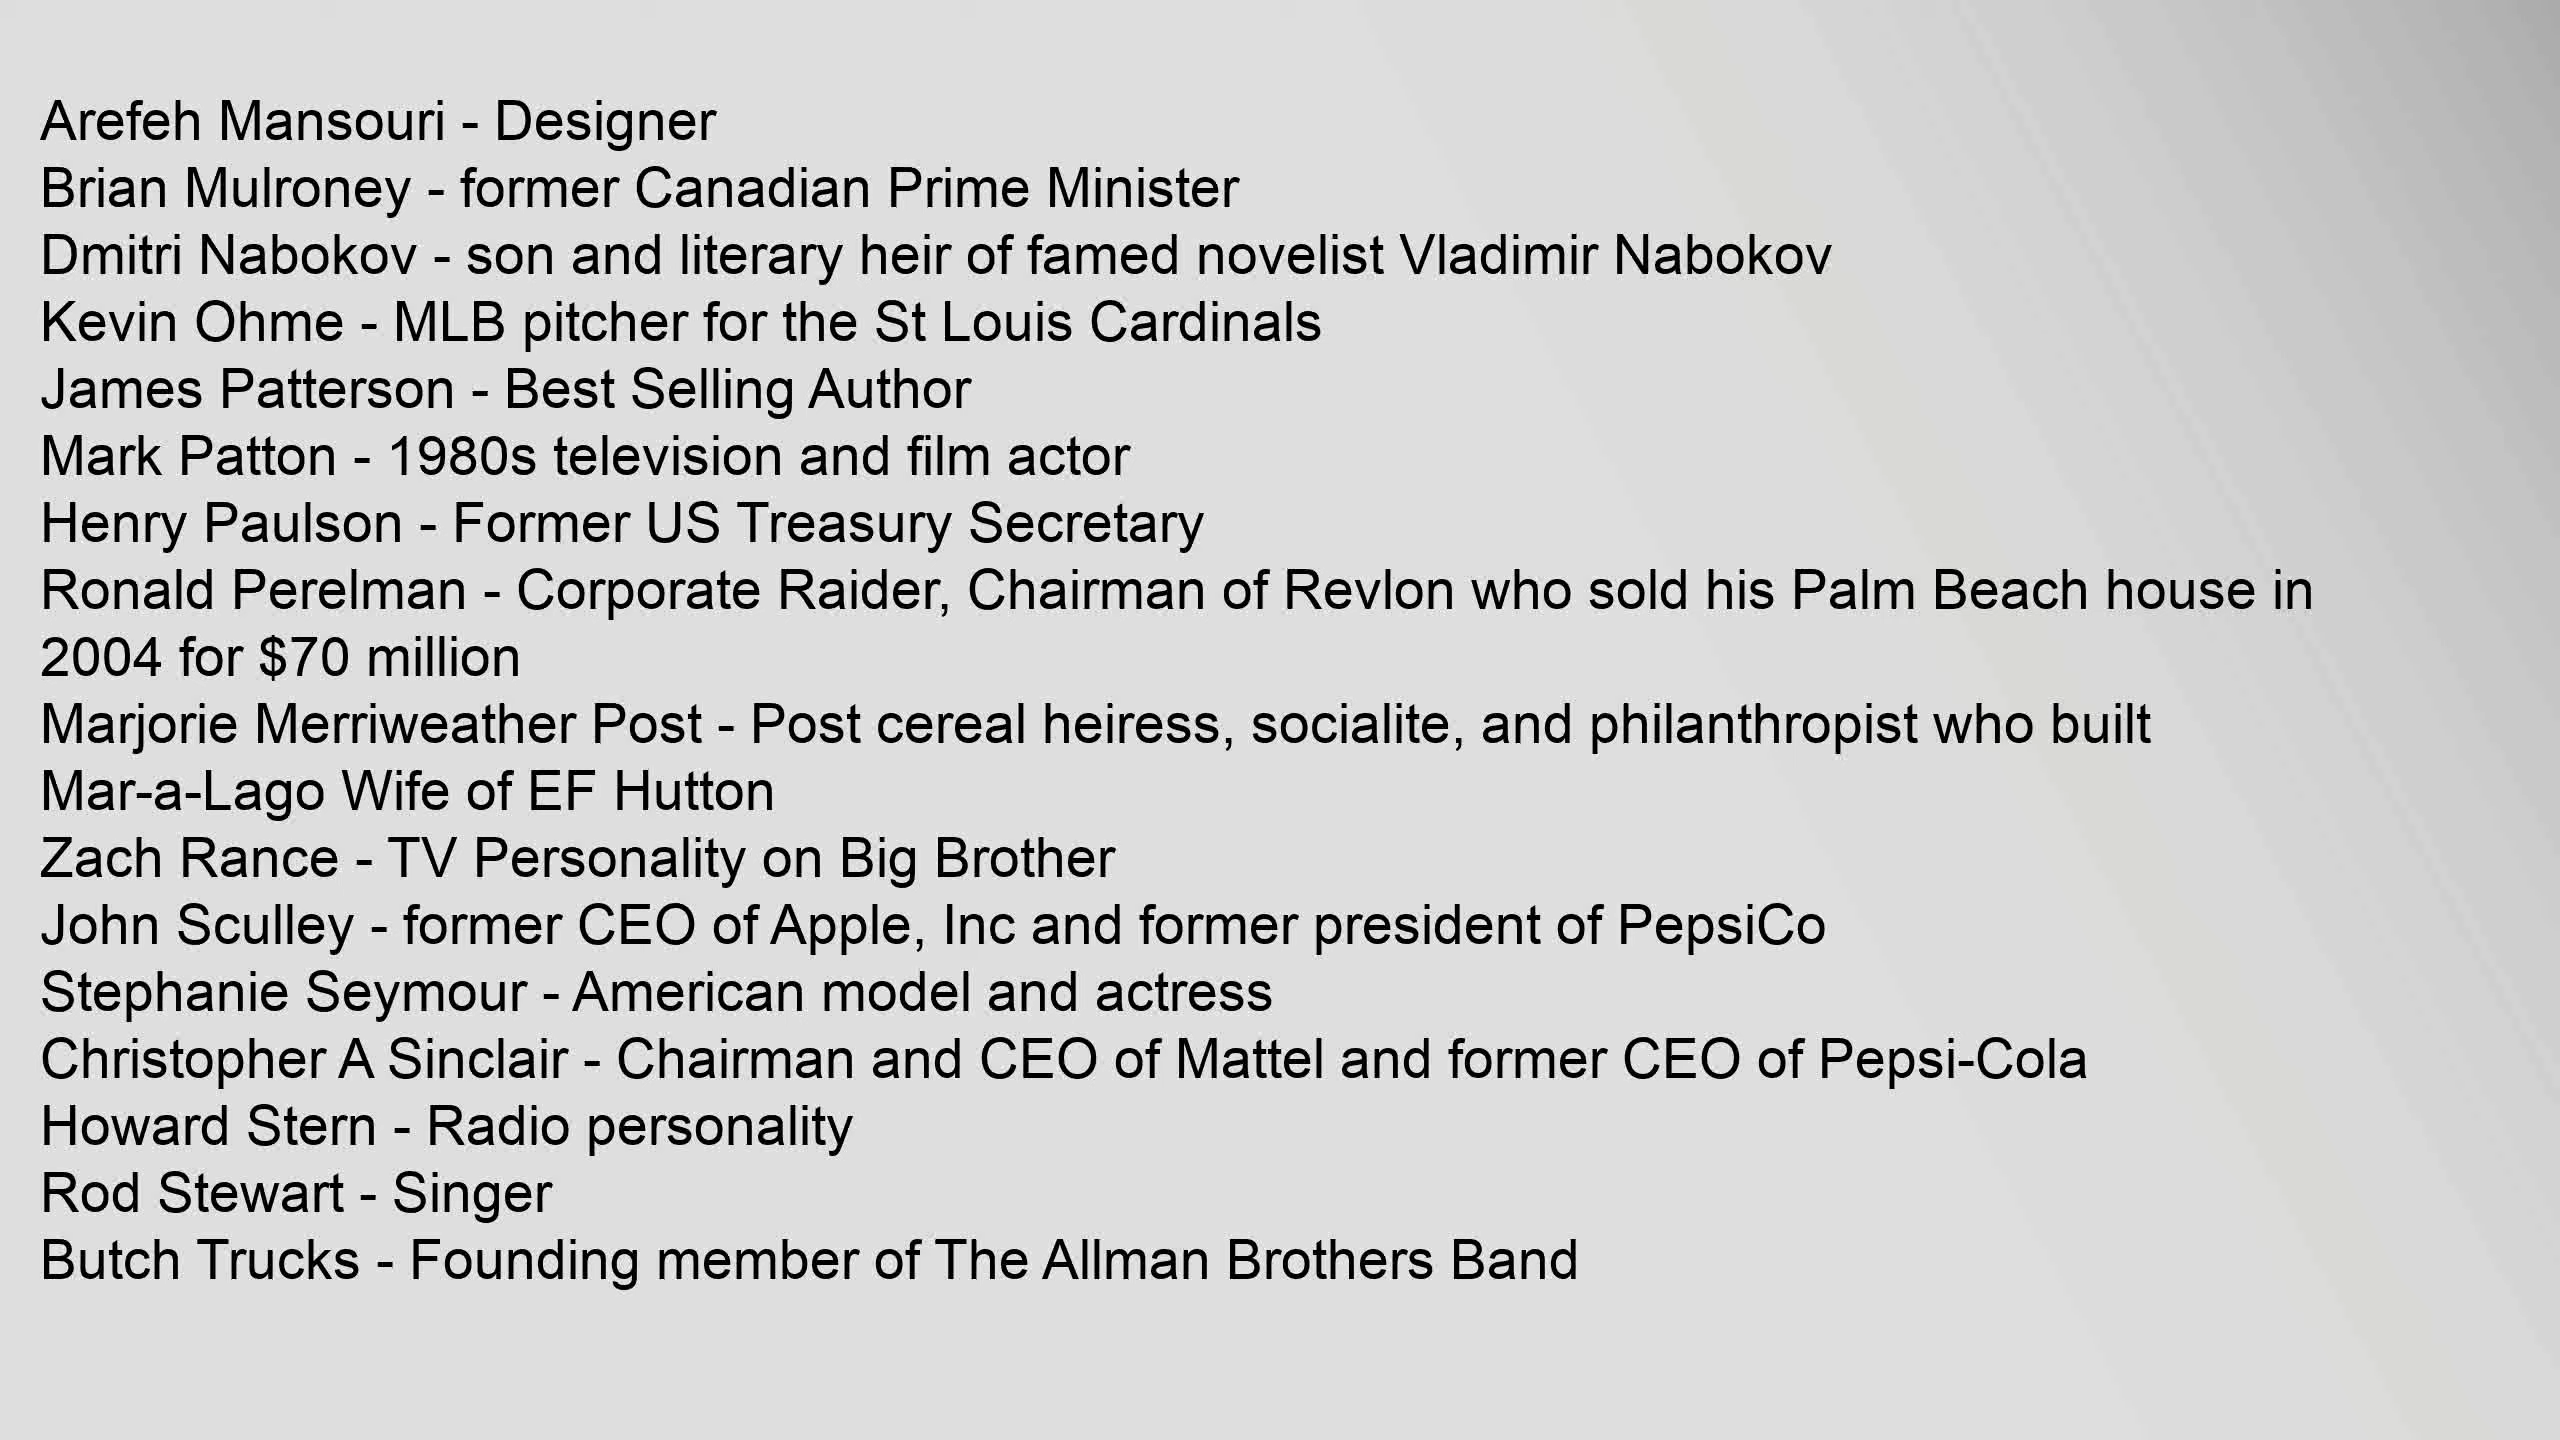 Arefeh Mansouri - Designer
Brian Mulroney - former Canadian Prime Minister
Dmitri Nabokov - son and literary heir of famed novelist Vladimir Nabokov
Kevin Ohme - MLB pitcher for the St Louis Cardinals
James Patterson - Best Selling Author
Mark Patton - 1980s television and film actor
Henry Paulson - Former US Treasury Secretary
Ronald Perelman - Corporate Raider, Chairman of Revlon who sold his Palm Beach house in
2004 for $70 million
Marjorie Merriweather Post - Post cereal heiress, socialite, and philanthropist who built
Mar-a-Lago Wife of EF Hutton
Zach Rance - TV Personality on Big Brother
John Sculley - former CEO of Apple, Inc and former president of PepsiCo
Stephanie Seymour - American model and actress
Christopher A Sinclair - Chairman and CEO of Mattel and former CEO of Pepsi-Cola
Howard Stern - Radio personality
Rod Stewart - Singer
Butch Trucks - Founding member of The Allman Brothers Band